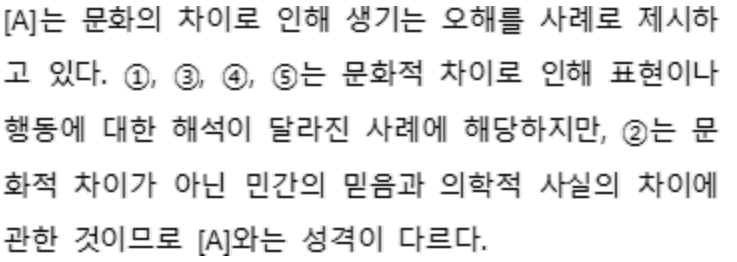 [A]는 문화의 차이로 인해 생기는 오해를 사례로 제시하
고 있다. ①, ③, ④, ⑤는 문화적 차이로 인해 표현이나
행동에 대한 해석이 달라진 사례에 해당하지만, ②는 문
화적 차이가 아닌 민간의 믿음과 의학적 사실의 차이에
관한 것이므로 [A]와는 성격이 다르다.